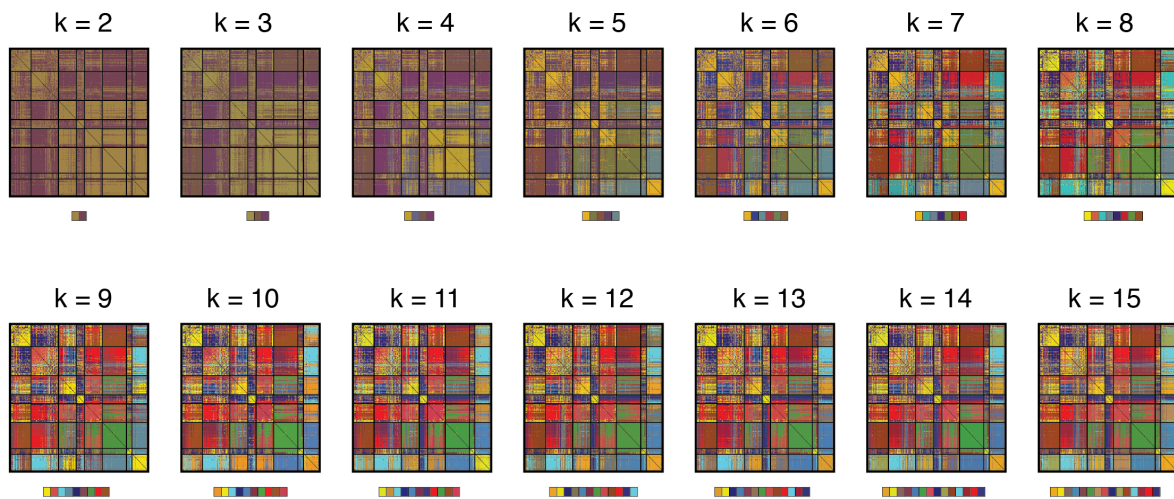 k = 2 k = 3 k = 4 k = 5 k = 6 k = 7 k = 8
k = 9 k = 10 k = 11 k = 12 k = 13 k = 14 k = 15